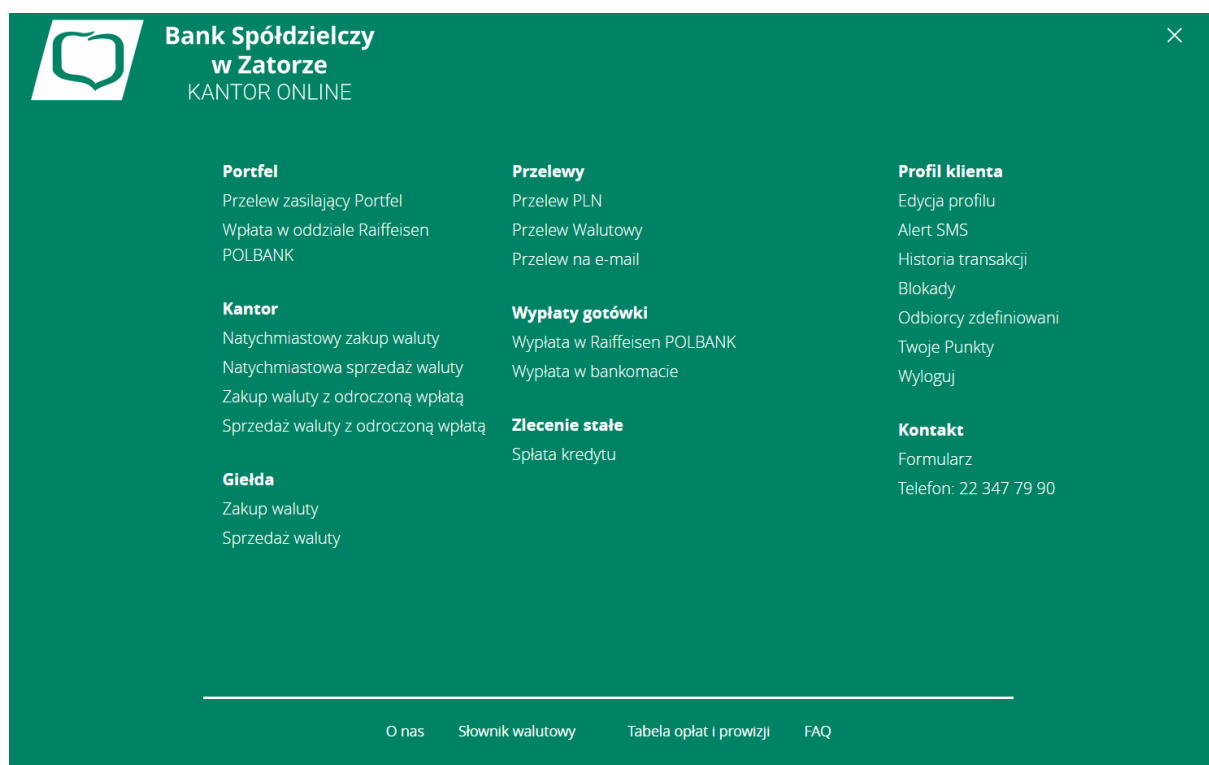 Bank Spółdzielczy
w Zatorze
KANTOR ONLINE
Portfel
Przelew zasilający Portfel
Wpłata w oddziale Raiffeisen
POLBANK
Kantor
Natychmiastowy zakup waluty
Natychmiastowa sprzedaż waluty
Zakup waluty z odroczoną wpłatą
Sprzedaż waluty z odroczoną wpłatą
Giełda
Zakup waluty
Sprzedaż waluty
Przelewy
Przelew PLN
Przelew Walutowy
Przelew na e-mail
Wypłaty gotówki
Wypłata w Raiffeisen POLBANK
Wypłata w bankomacie
Zlecenie stałe
Spłata kredytu
Profil klienta
Edycja profilu
Alert SMS
Historia transakcji
Blokady
Odbiorcy zdefiniowani
Twoje Punkty
Wyloguj
Kontakt
Formularz
Telefon: 22 347 79 90
O nas Słownik walutowy Tabela opłat i prowizji FAQ